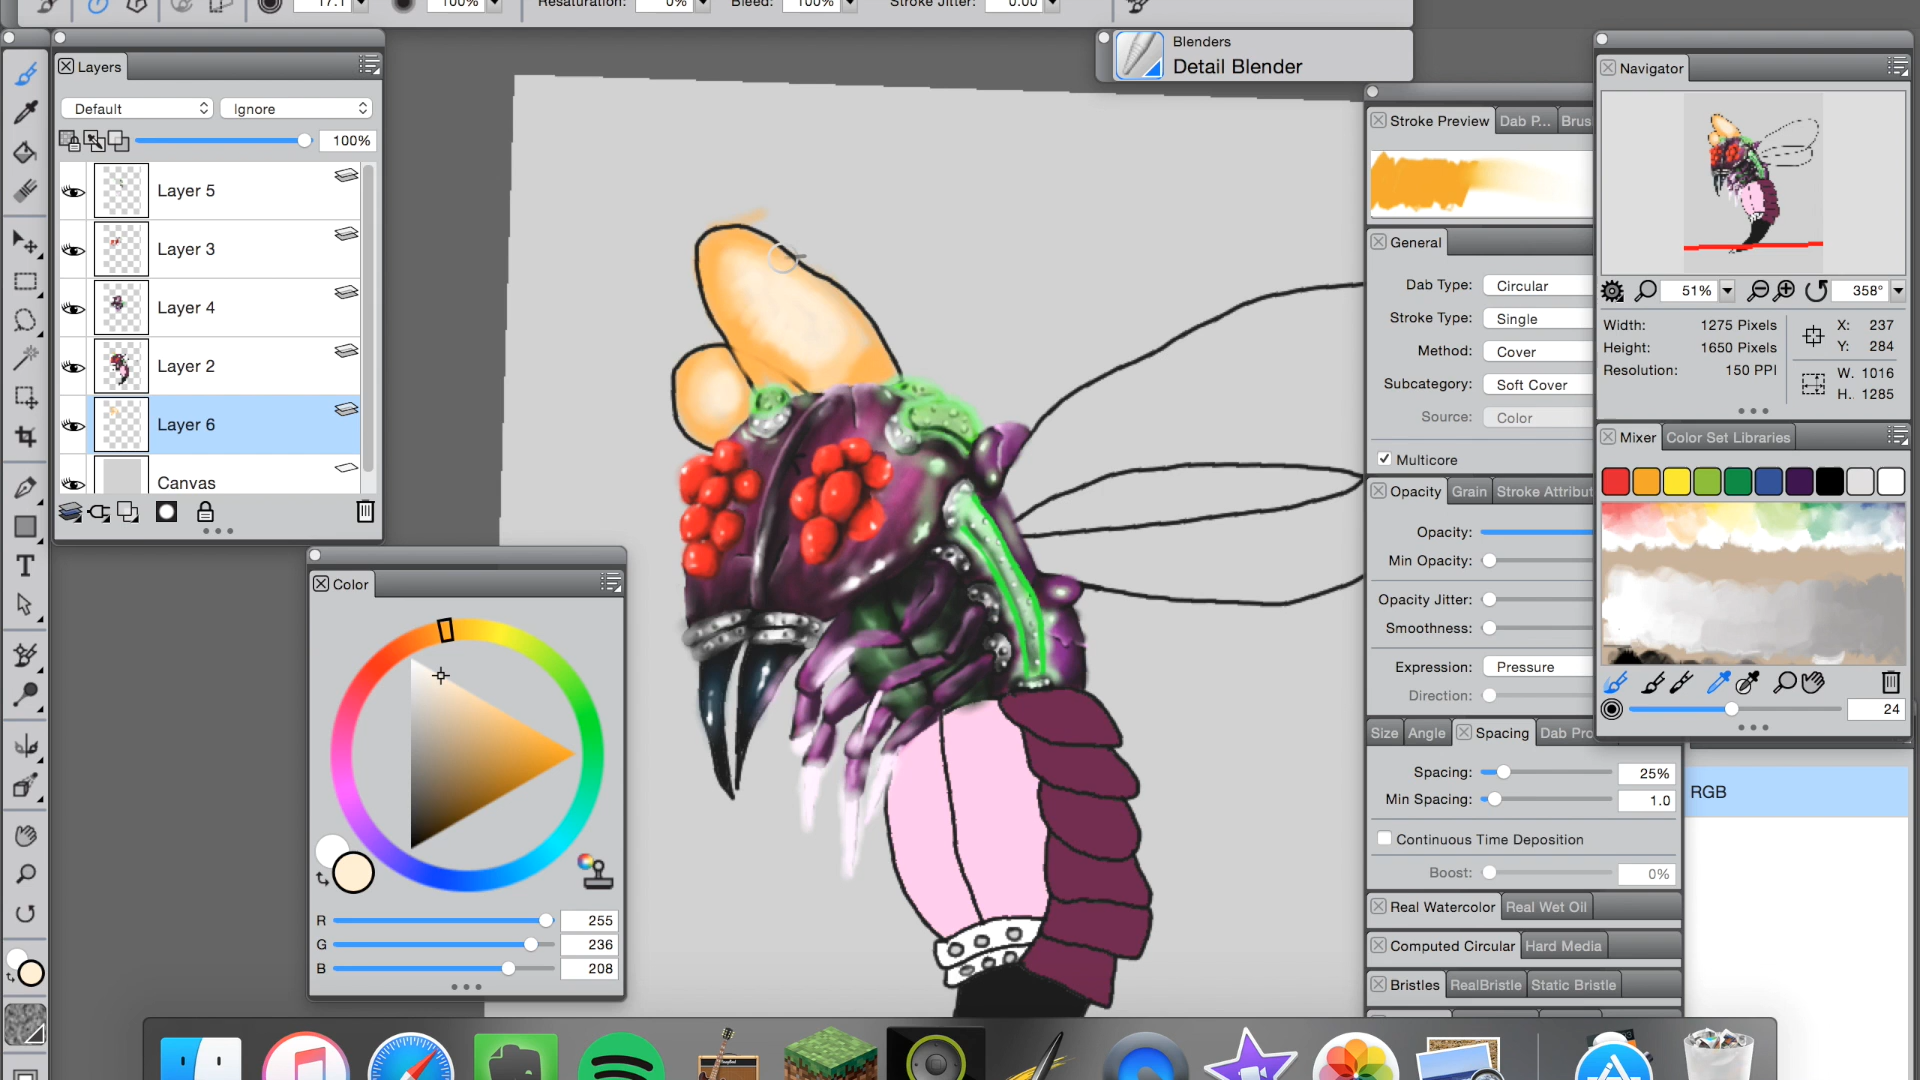 17.1
100%
Resaturation: 0% Bleed: 100% Stroke Jitter: 0.00
Blenders
Detail Blender
Layers
Default Ignore
100%
Layer 5
Layer 3
Layer 4
Layer 2
Layer 6
Canvas
Color
R 255
G 236
B 208
T
Stroke Preview Dab P... Brus
General
Dab Type: Circular
Stroke Type: Single
Method: Cover
Subcategory: Soft Cover
Source: Color
Multicore
Opacity Grain Stroke Attribut
Opacity:
Min Opacity:
Opacity Jitter:
Smoothness:
Expression: Pressure
Direction:
Size Angle Spacing Dab Pro
Spacing: 25%
Min Spacing: 1.0
Continuous Time Deposition
Boost: 0%
Real Watercolor Real Wet Oil
Computed Circular Hard Media
Bristles RealBristle Static Bristle
Navigator
51% 358°
Width: 1275 Pixels
Height: 1650 Pixels
Resolution: 150 PPI
X: 237
Y: 284
W. 1016
H. 1285
Mixer Color Set Libraries
24
RGB